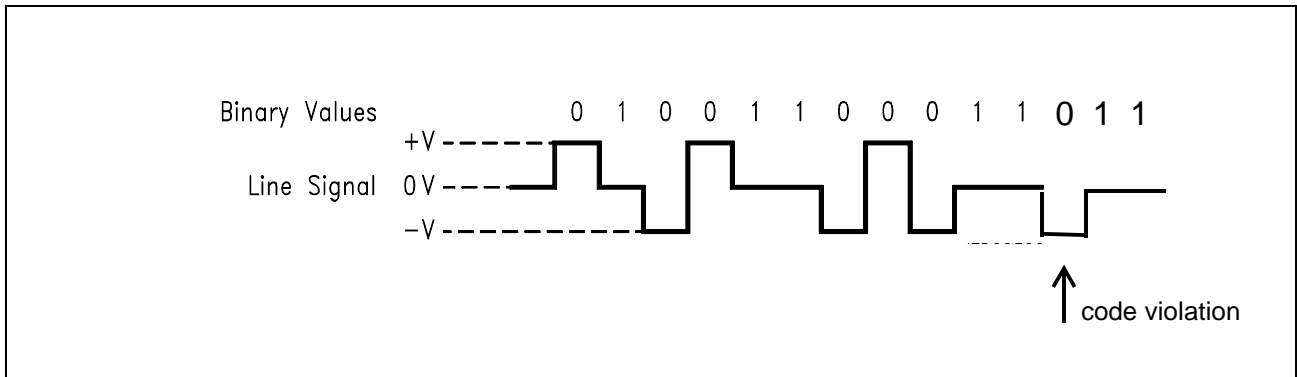 Binary Values 0 1 0 0 1 1 0 0 0 1 1 0 1 1
+V
Line Signal 0V
−V
code violation